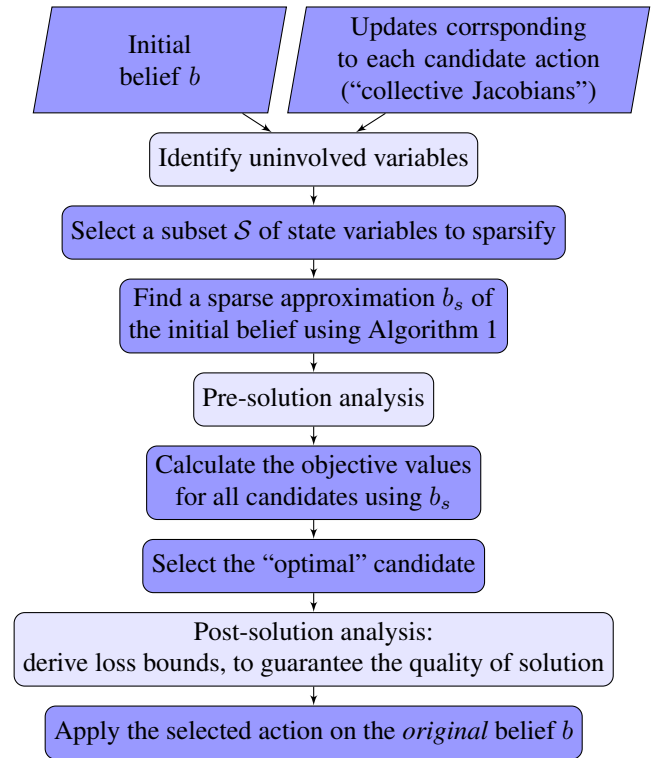 Initial
belief b
Updates corrsponding
to each candidate action
(“collective Jacobians”)
Identify uninvolved variables
Select a subset 𝒮 of state variables to sparsify
Find a sparse approximation bₛ of
the initial belief using Algorithm 1
Pre-solution analysis
Calculate the objective values
for all candidates using bₛ
Select the “optimal” candidate
Post-solution analysis:
derive loss bounds, to guarantee the quality of solution
Apply the selected action on the original belief b